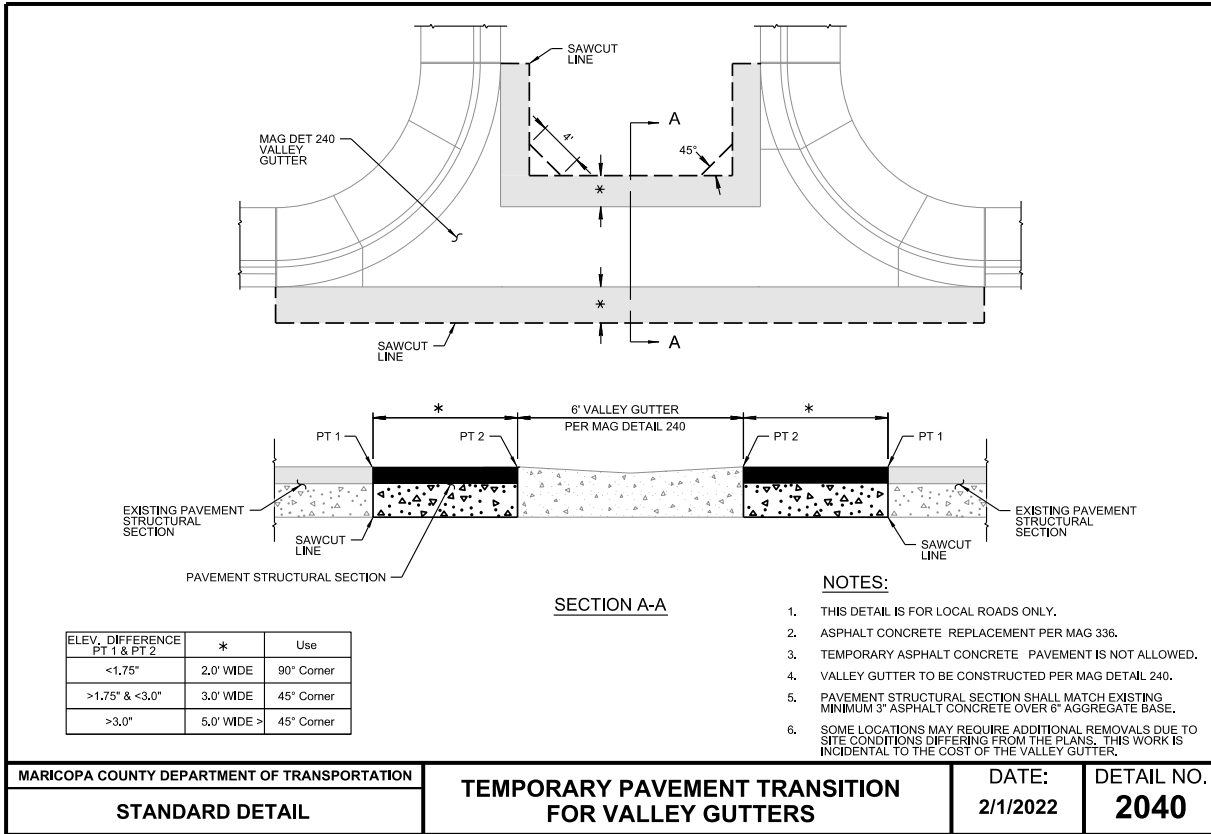 SAWCUT
LINE
A
4'
45°
MAG DET 240
VALLEY
GUTTER
*
*
SAWCUT
LINE
A
*
6' VALLEY GUTTER
PER MAG DETAIL 240
*
PT 1
PT 2
PT 2
PT 1
EXISTING PAVEMENT
STRUCTURAL
SECTION
SAWCUT
LINE
PAVEMENT STRUCTURAL SECTION
EXISTING PAVEMENT
STRUCTURAL
SECTION
SAWCUT
LINE
SECTION A-A
ELEV. DIFFERENCE
PT 1 & PT 2
* Use
<1.75" 2.0' WIDE 90° Corner
>1.75" & <3.0" 3.0' WIDE 45° Corner
>3.0" 5.0' WIDE > 45° Corner
NOTES:
1. THIS DETAIL IS FOR LOCAL ROADS ONLY.
2. ASPHALT CONCRETE REPLACEMENT PER MAG 336.
3. TEMPORARY ASPHALT CONCRETE PAVEMENT IS NOT ALLOWED.
4. VALLEY GUTTER TO BE CONSTRUCTED PER MAG DETAIL 240.
5. PAVEMENT STRUCTURAL SECTION SHALL MATCH EXISTING
MINIMUM 3" ASPHALT CONCRETE OVER 6" AGGREGATE BASE.
6. SOME LOCATIONS MAY REQUIRE ADDITIONAL REMOVALS DUE TO
SITE CONDITIONS DIFFERING FROM THE PLANS. THIS WORK IS
INCIDENTAL TO THE COST OF THE VALLEY GUTTER.
MARICOPA COUNTY DEPARTMENT OF TRANSPORTATION
STANDARD DETAIL
TEMPORARY PAVEMENT TRANSITION
FOR VALLEY GUTTERS
DATE:
2/1/2022
DETAIL NO.
2040